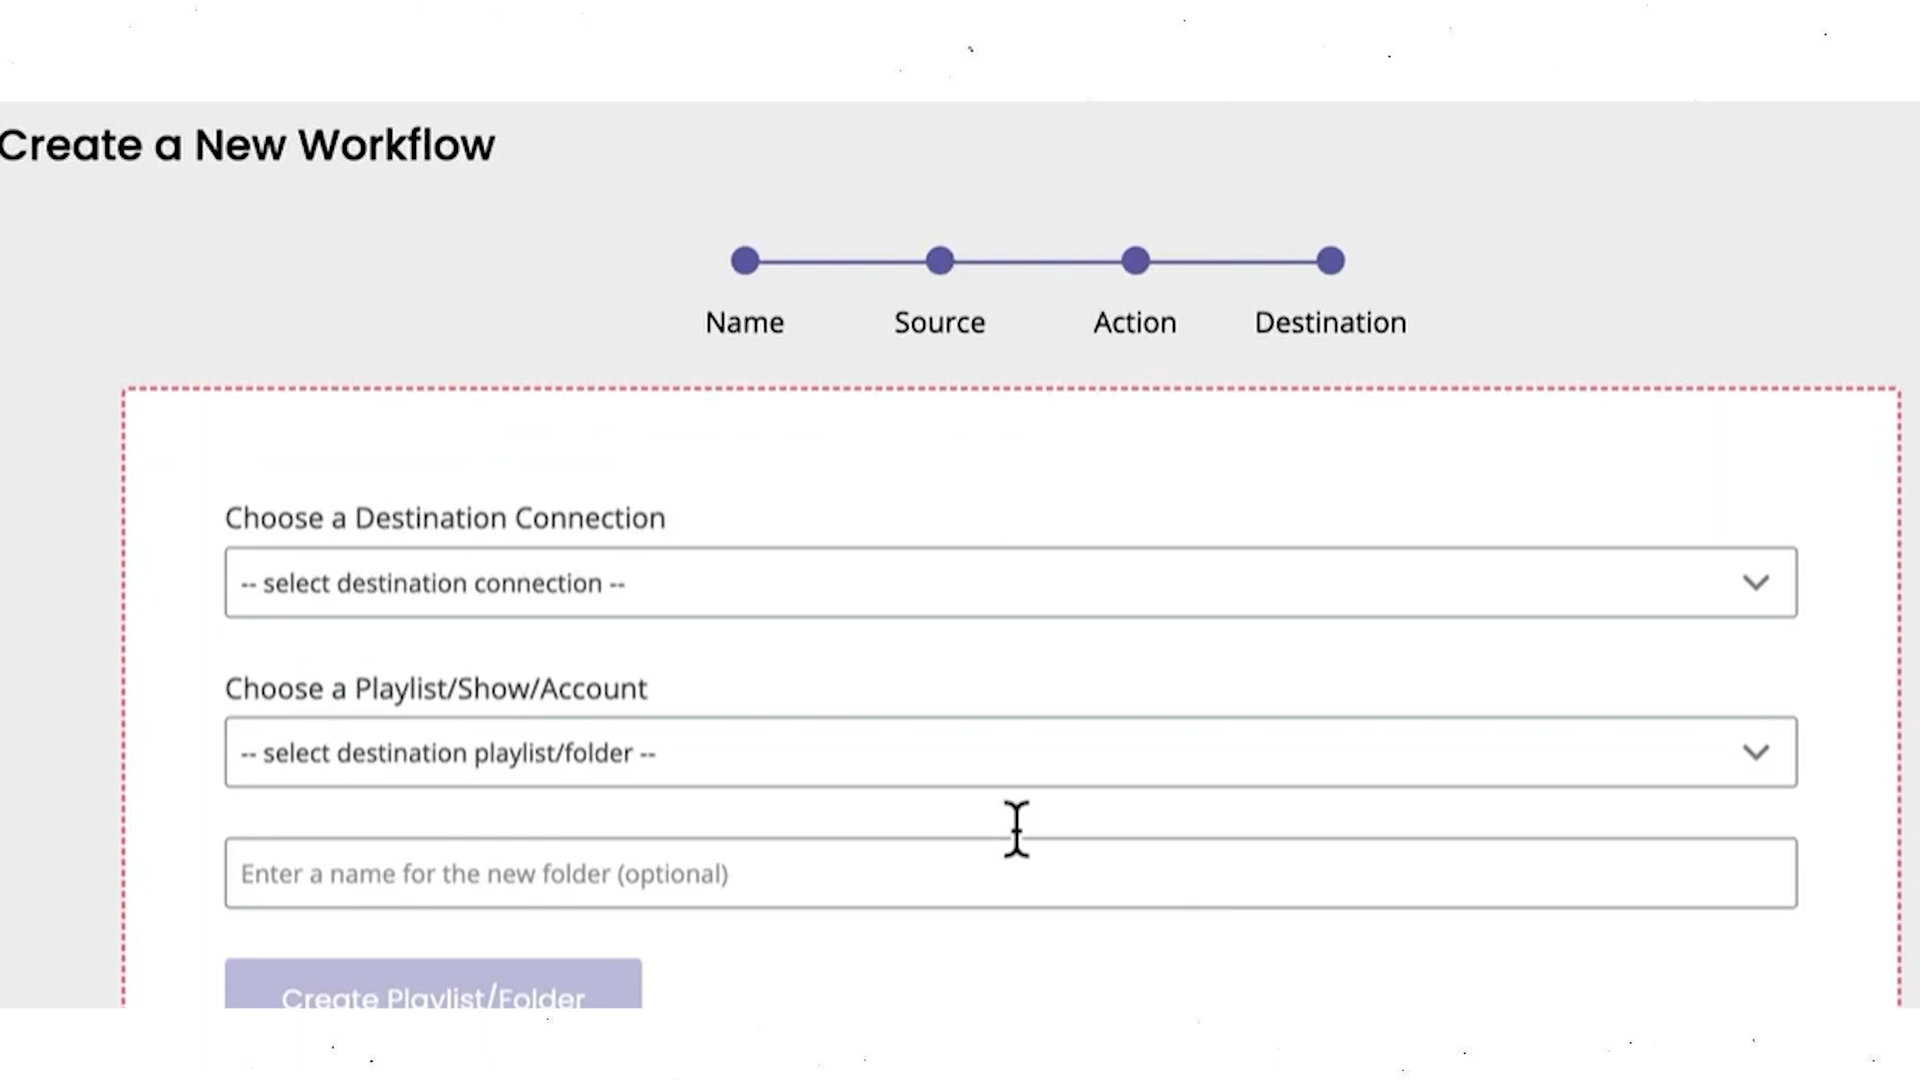 Create a New Workflow
Name Source Action Destination
Choose a Destination Connection
-- select destination connection --
Choose a Playlist/Show/Account
-- select destination playlist/folder --
Enter a name for the new folder (optional)
Create Playlist/Folder